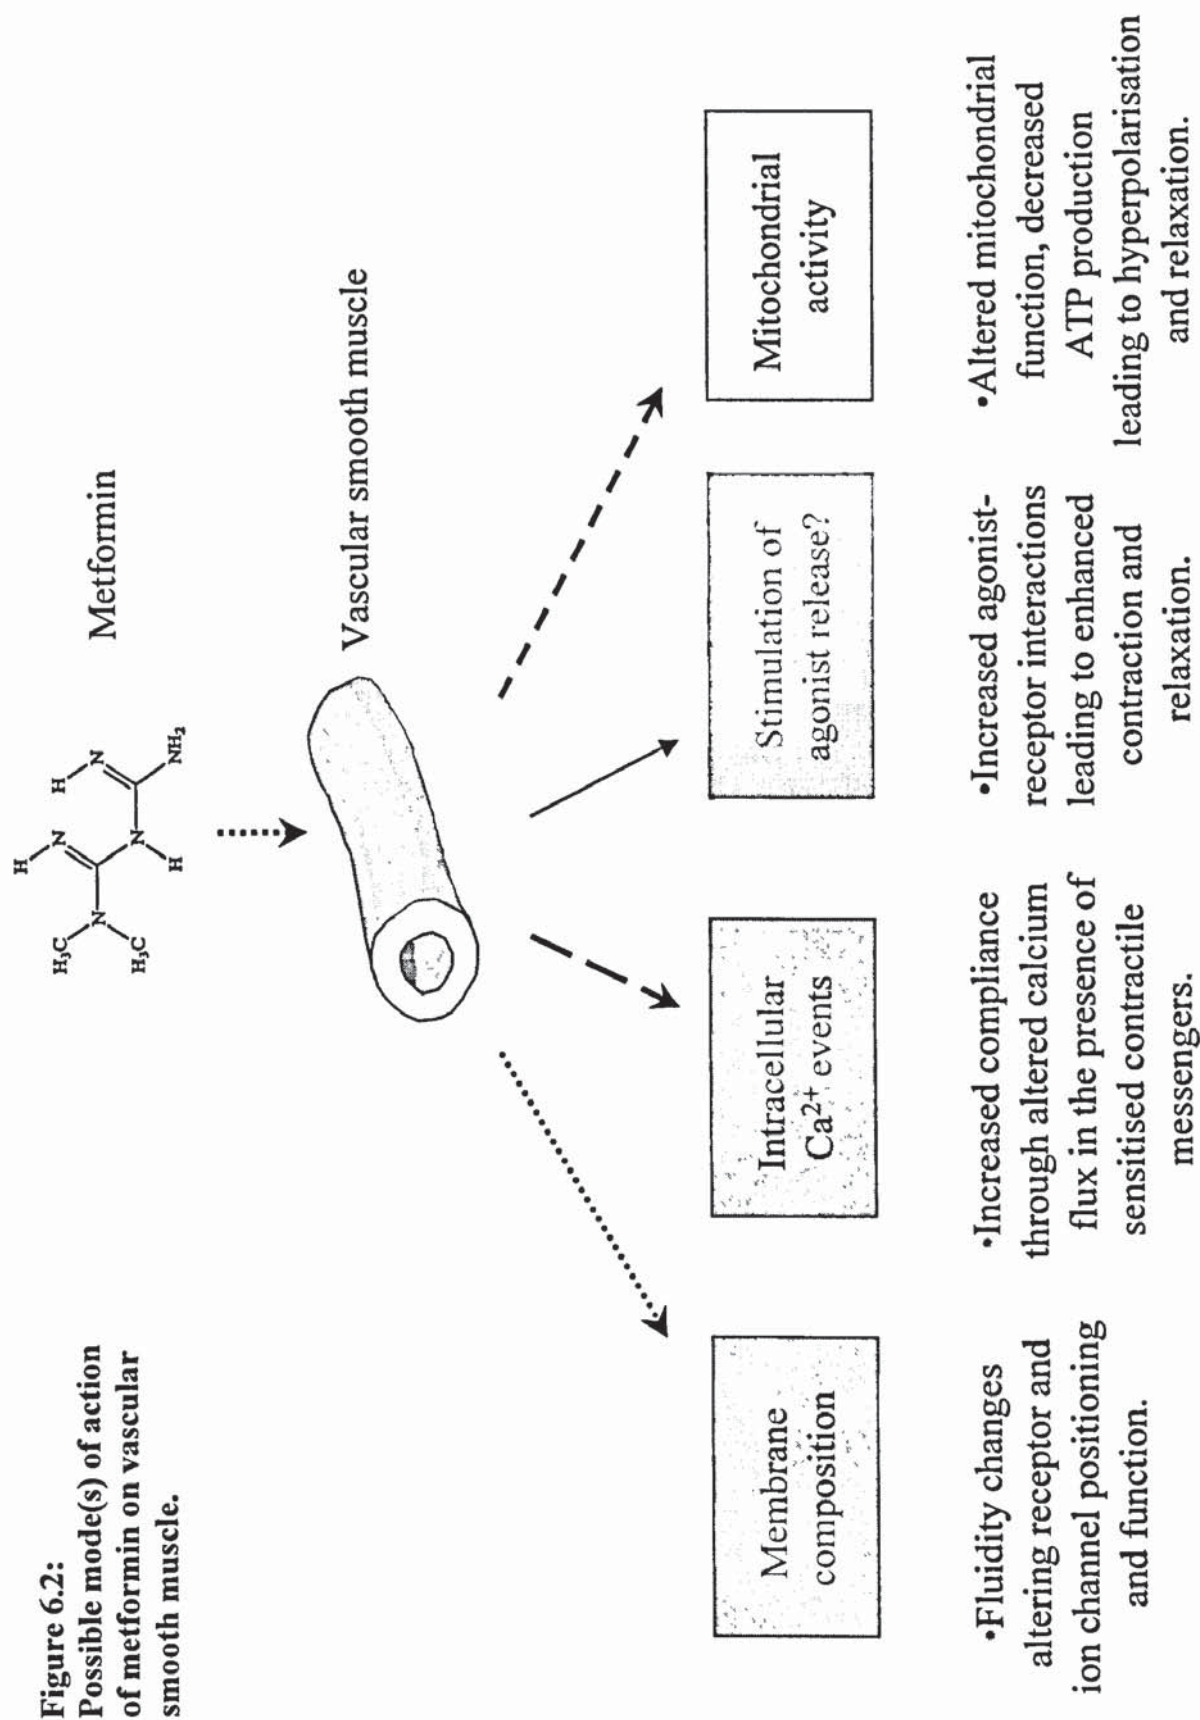 Figure 6.2:
Possible mode(s) of action
of metformin on vascular
smooth muscle.
Metformin
H H
H₃C N N N
H₃C N NH₂
H
Vascular smooth muscle
Membrane
composition
•Fluidity changes
altering receptor and
ion channel positioning
and function.
Intracellular
Ca²⁺ events
•Increased compliance
through altered calcium
flux in the presence of
sensitised contractile
messengers.
Stimulation of
agonist release?
•Increased agonist-
receptor interactions
leading to enhanced
contraction and
relaxation.
Mitochondrial
activity
•Altered mitochondrial
function, decreased
ATP production
leading to hyperpolarisation
and relaxation.